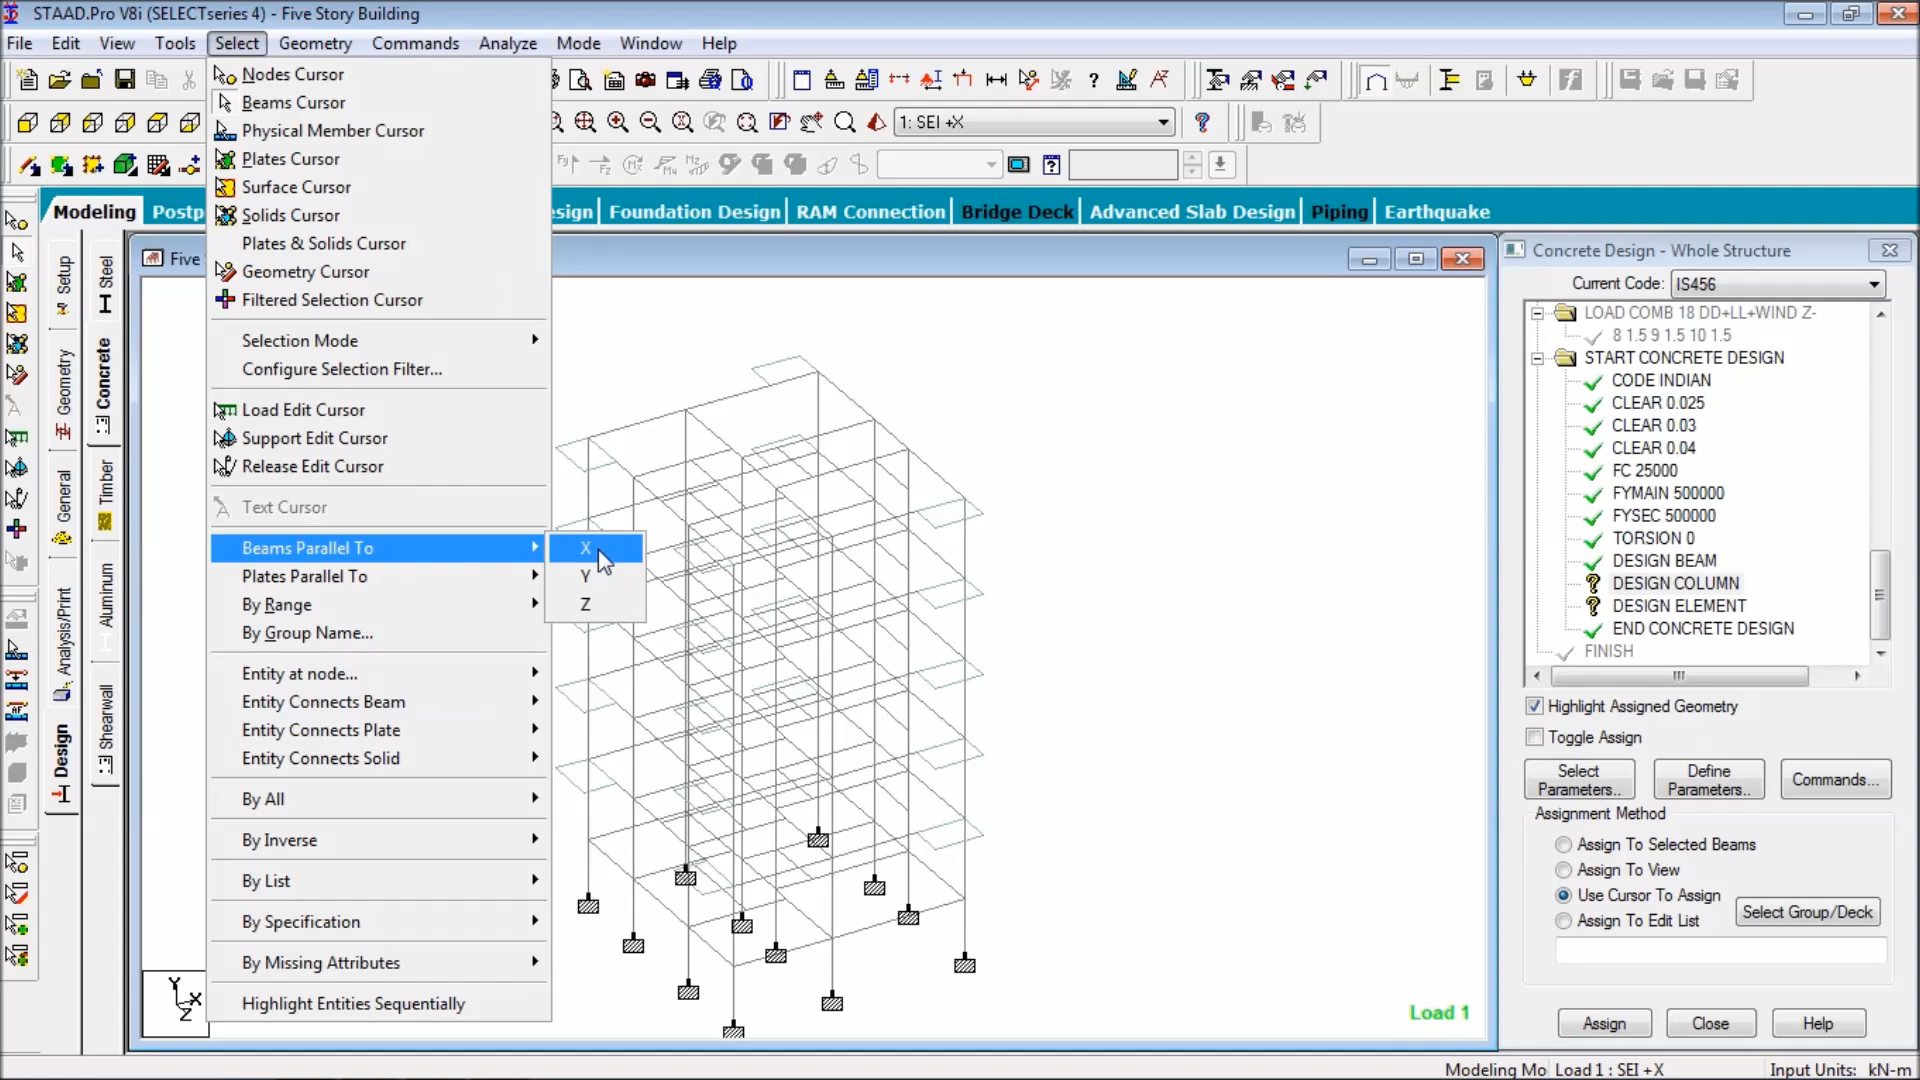 STAAD.Pro V8i (SELECTseries 4) - Five Story Building
File Edit View Tools Select Geometry Commands Analyze Mode Window Help
Nodes Cursor
Beams Cursor
Physical Member Cursor
Plates Cursor
Surface Cursor
Solids Cursor
Plates & Solids Cursor
Geometry Cursor
Filtered Selection Cursor
Selection Mode
Configure Selection Filter...
Load Edit Cursor
Support Edit Cursor
Release Edit Cursor
Text Cursor
Beams Parallel To
Plates Parallel To
By Range
By Group Name...
Entity at node...
Entity Connects Beam
Entity Connects Plate
Entity Connects Solid
By All
By Inverse
By List
By Specification
By Missing Attributes
Highlight Entities Sequentially
X
Y
Z
1: SEI +X
Modeling Postp sign Foundation Design RAM Connection Bridge Deck Advanced Slab Design Piping Earthquake
Setup
Geometry
General
Analysis/Print
Design
Steel
Concrete
Timber
Aluminum
Shearwall
Five
Y
X
Z
Load 1
Concrete Design - Whole Structure
Current Code: IS456
LOAD COMB 18 DD+LL+WIND Z-
8 1.5 9 1.5 10 1.5
START CONCRETE DESIGN
CODE INDIAN
CLEAR 0.025
CLEAR 0.03
CLEAR 0.04
FC 25000
FYMAIN 500000
FYSEC 500000
TORSION 0
DESIGN BEAM
DESIGN COLUMN
DESIGN ELEMENT
END CONCRETE DESIGN
FINISH
Highlight Assigned Geometry
Toggle Assign
Select Parameters..
Define Parameters..
Commands...
Assignment Method
Assign To Selected Beams
Assign To View
Use Cursor To Assign
Assign To Edit List
Select Group/Deck
Assign Close Help
Modeling Mo Load 1 : SEI +X Input Units: kN-m